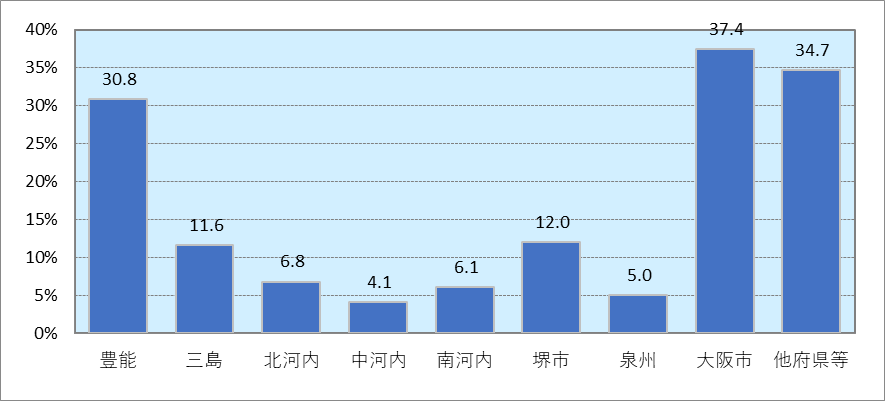 40%
35%
30%
25%
20%
15%
10%
5%
0%
30.8
11.6
6.8
4.1
6.1
12.0
5.0
37.4
34.7
豊能
三島
北河内
中河内
南河内
堺市
泉州
大阪市
他府県等